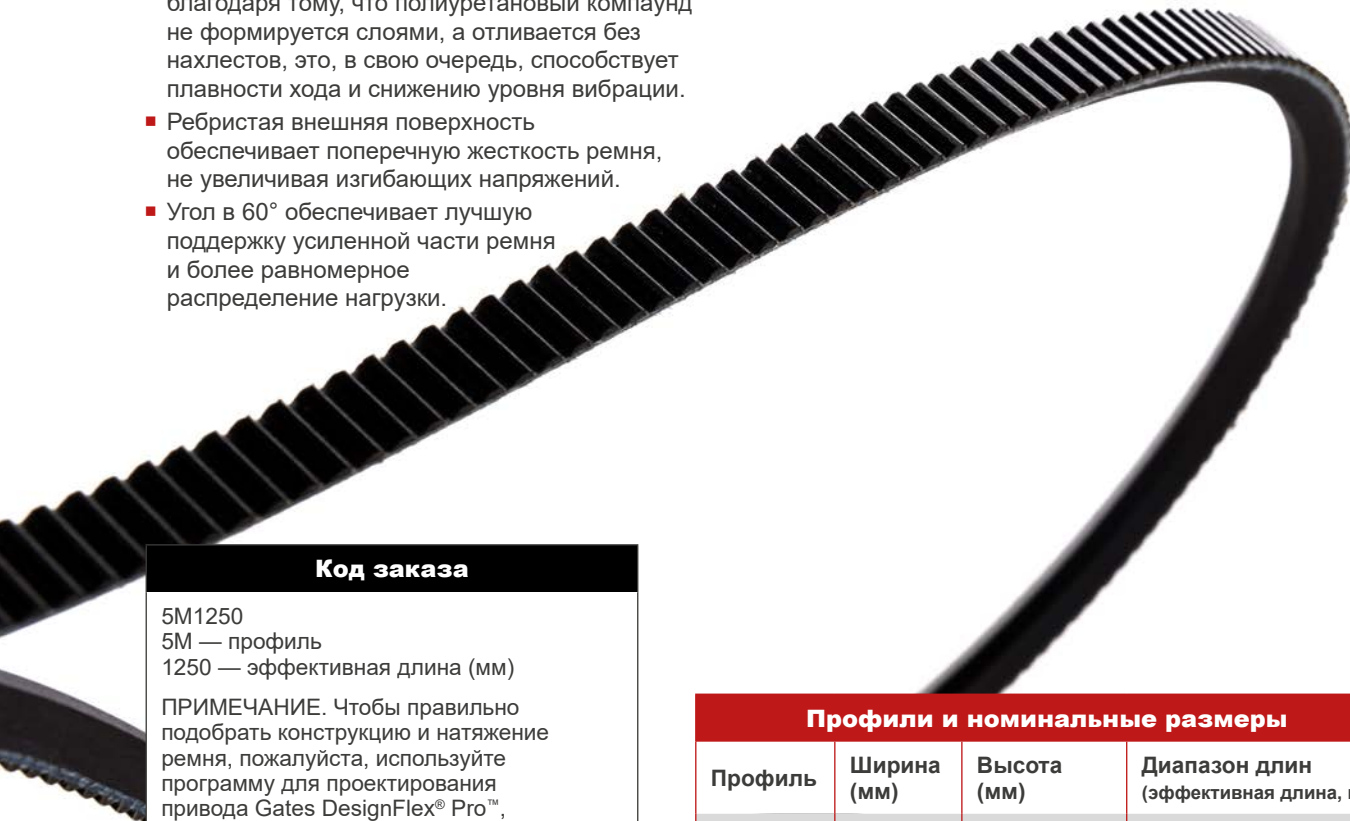 благодаря тому, что полиуретановый компаунд
не формируется слоями, а отливается без
нахлестов, это, в свою очередь, способствует
плавности хода и снижению уровня вибрации.
Ребристая внешняя поверхность
обеспечивает поперечную жесткость ремня,
не увеличивая изгибающих напряжений.
Угол в 60° обеспечивает лучшую
поддержку усиленной части ремня
и более равномерное
распределение нагрузки.
Код заказа
5M1250
5M — профиль
1250 — эффективная длина (мм)
ПРИМЕЧАНИЕ. Чтобы правильно
подобрать конструкцию и натяжение
ремня, пожалуйста, используйте
программу для проектирования
привода Gates DesignFlex® Pro™,
Профили и номинальные размеры
Профиль
Ширина
(мм)
Высота
(мм)
Диапазон длин
(эффективная длина,